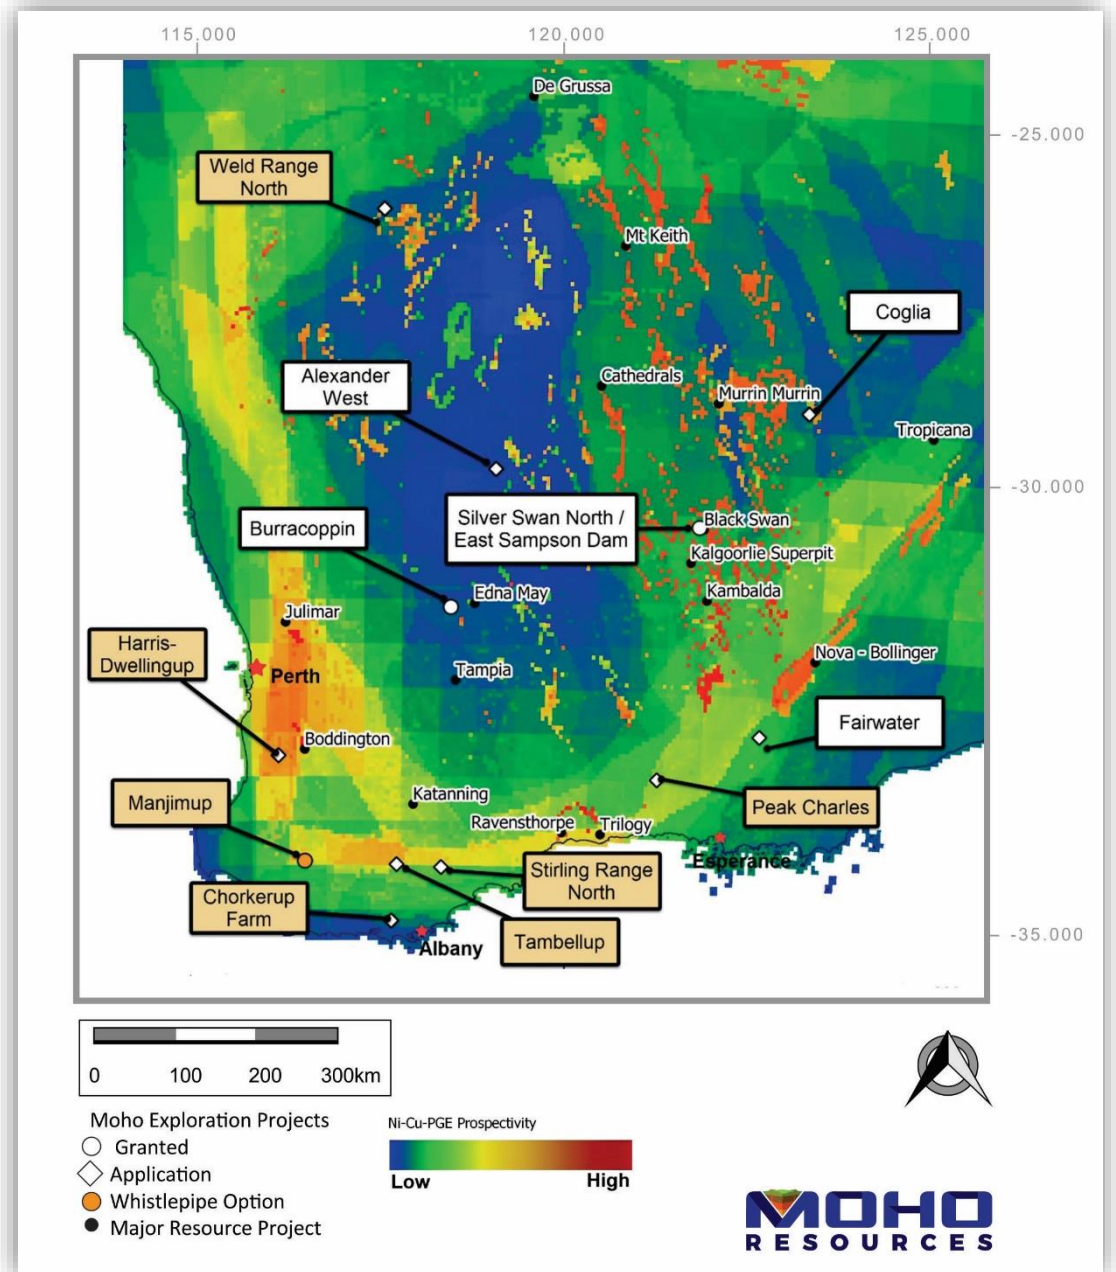 115.000
120.000
125.000
De Grussa
-25.000
Weld Range
North
Mt Keith
Coglia
Alexander
West
Cathedrals
Murrin Murrin
Tropicana
-30.000
Silver Swan North /
East Sampson Dam
Black Swan
Burracoppin
Kalgoorlie Superpit
Edna May
Kambalda
Julimar
Harris-
Dwellingup
Perth
Tampia
Nova - Bollinger
Fairwater
Boddington
Manjimup
Katanning
Peak Charles
Ravensthorpe
Trilogy
Esperance
Stirling Range
North
Chorkerup
Farm
Tambellup
Albany
-35.000
0 100 200 300km
Moho Exploration Projects
Granted
Application
Whistlepipe Option
Major Resource Project
Ni-Cu-PGE Prospectivity
Low High
MOHO
RESOURCES